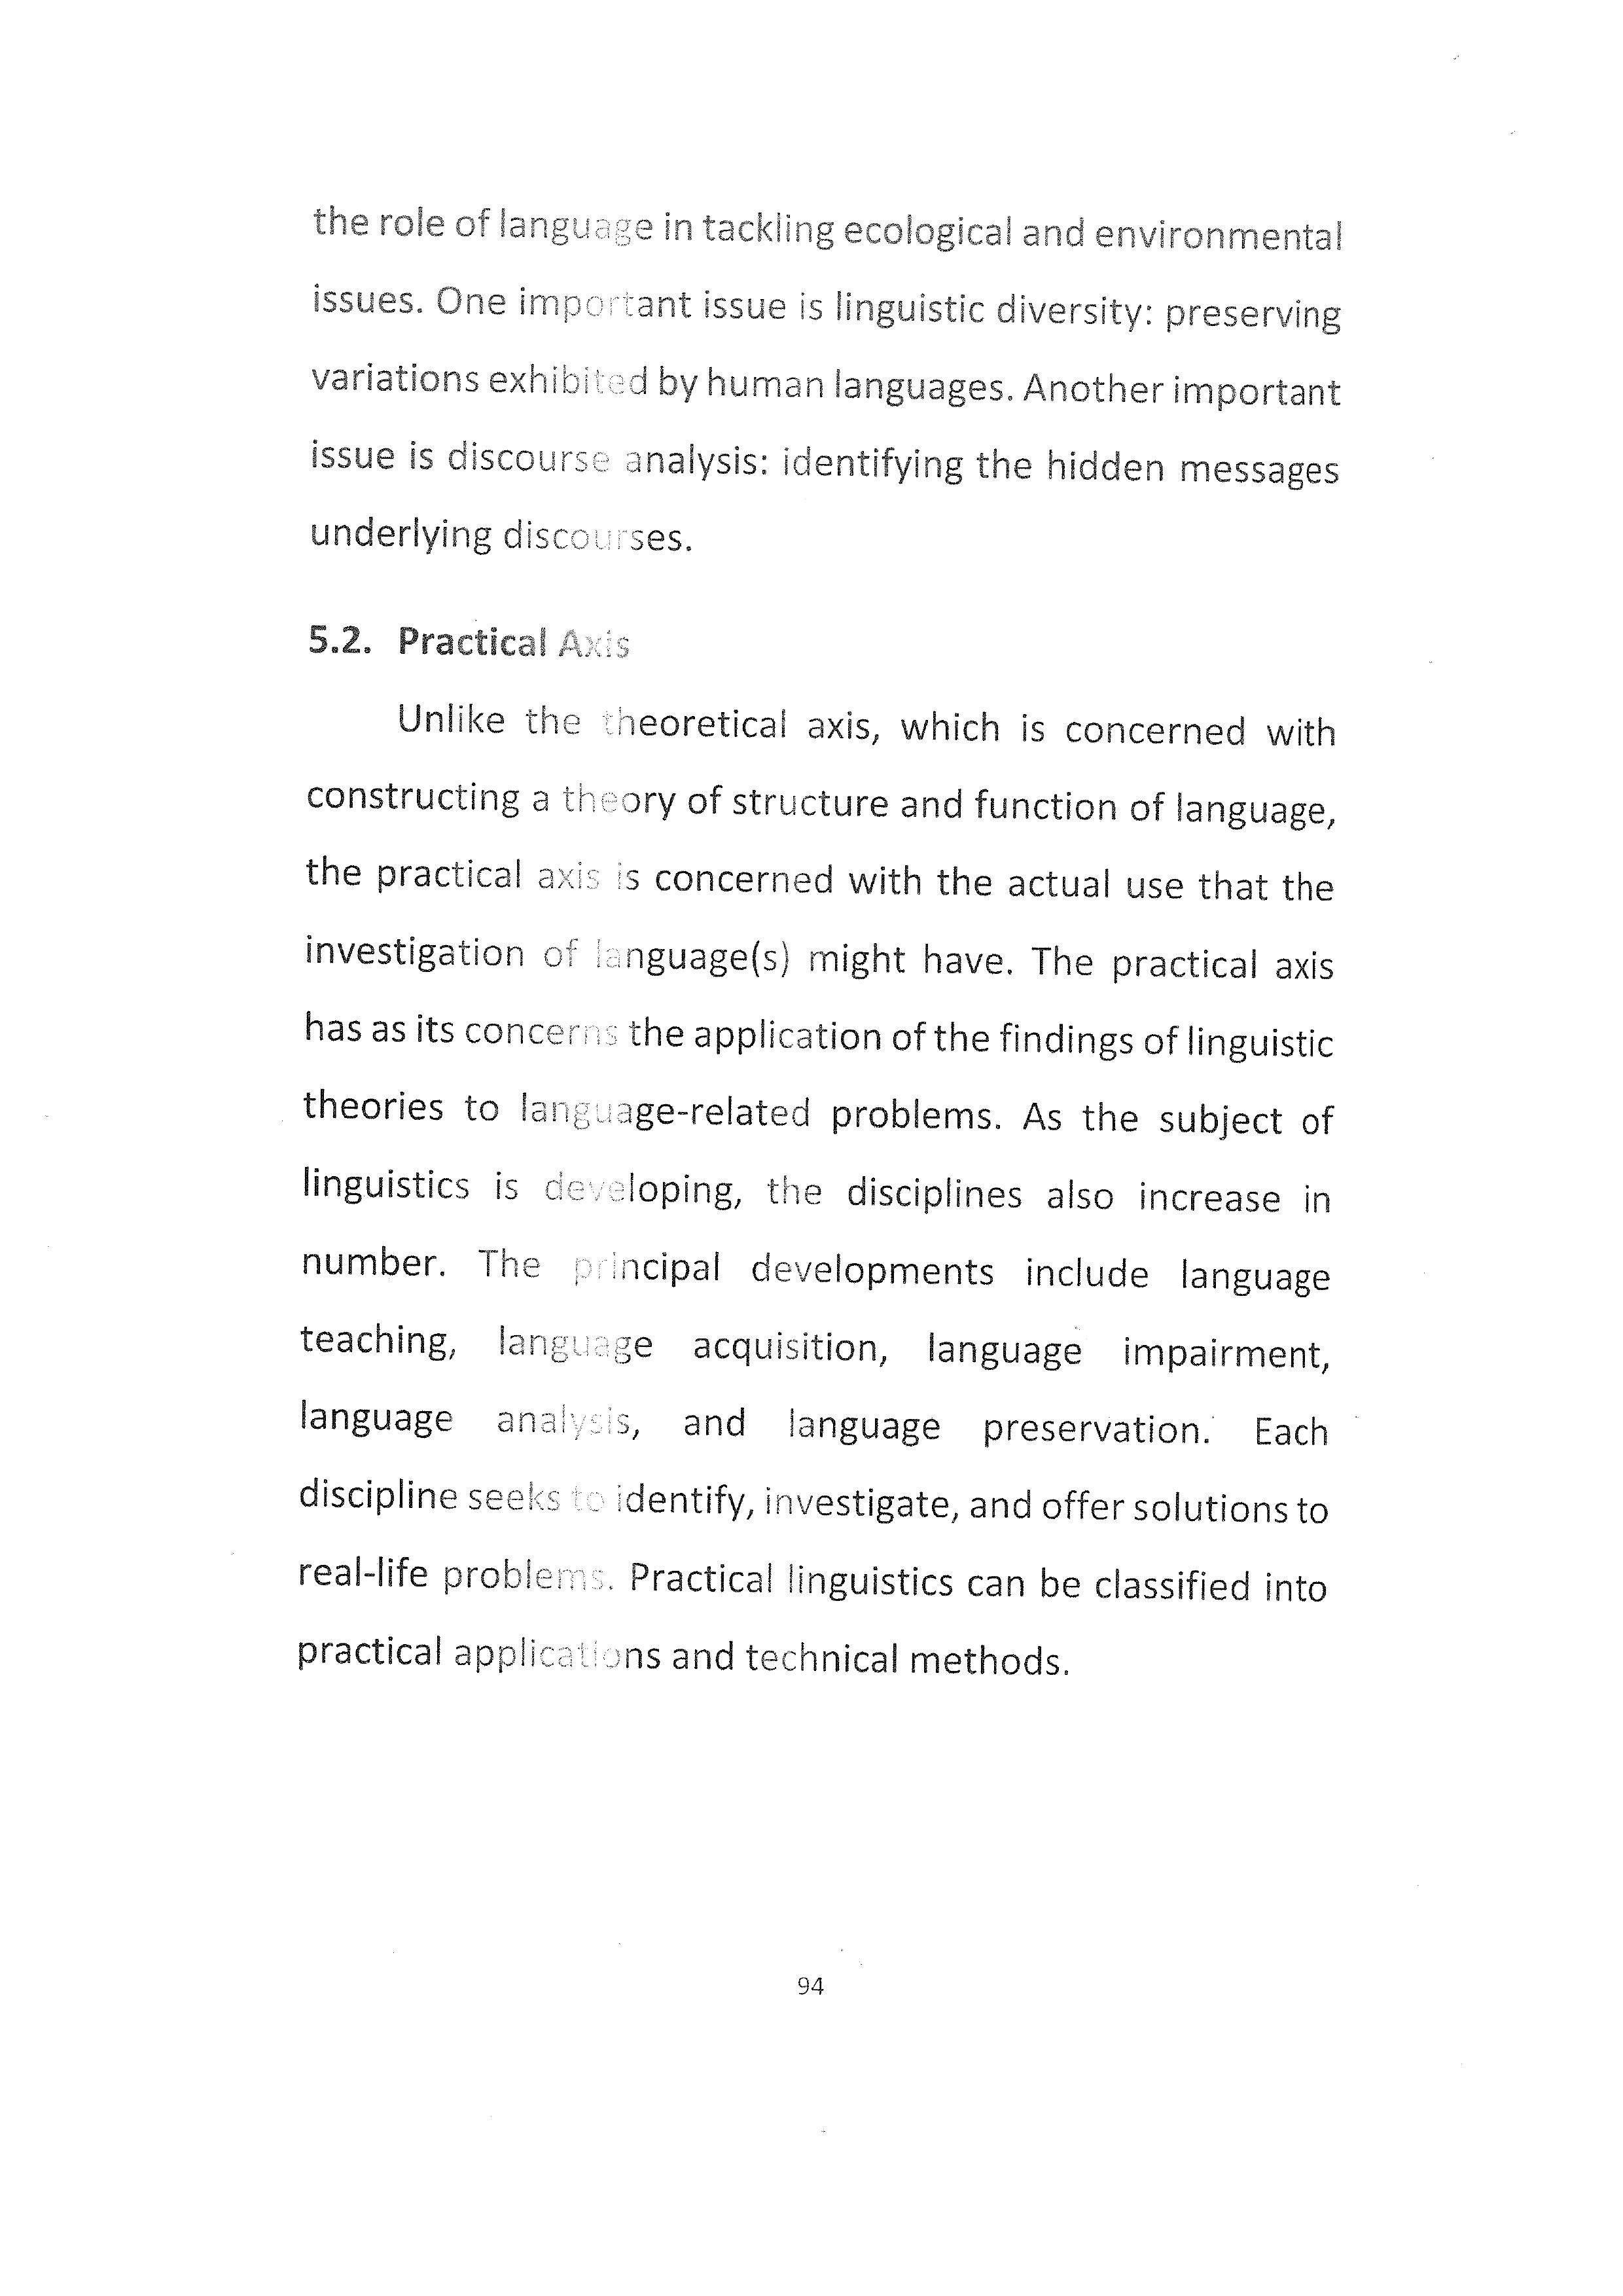 the role of language in tackling ecological and environmental
issues. One important issue is linguistic diversity: preserving
variations exhibited by human languages. Another important
issue is discourse analysis: identifying the hidden messages
underlying discourses.
5.2. Practical Axis
Unlike the theoretical axis, which is concerned with
constructing a theory of structure and function of language,
the practical axis is concerned with the actual use that the
investigation of language(s) might have. The practical axis
has as its concerns the application of the findings of linguistic
theories to language-related problems. As the subject of
linguistics is developing, the disciplines also increase in
number. The principal developments include language
teaching, language acquisition, language impairment,
language analysis, and language preservation. Each
discipline seeks to identify, investigate, and offer solutions to
real-life problems. Practical linguistics can be classified into
practical applications and technical methods.
94